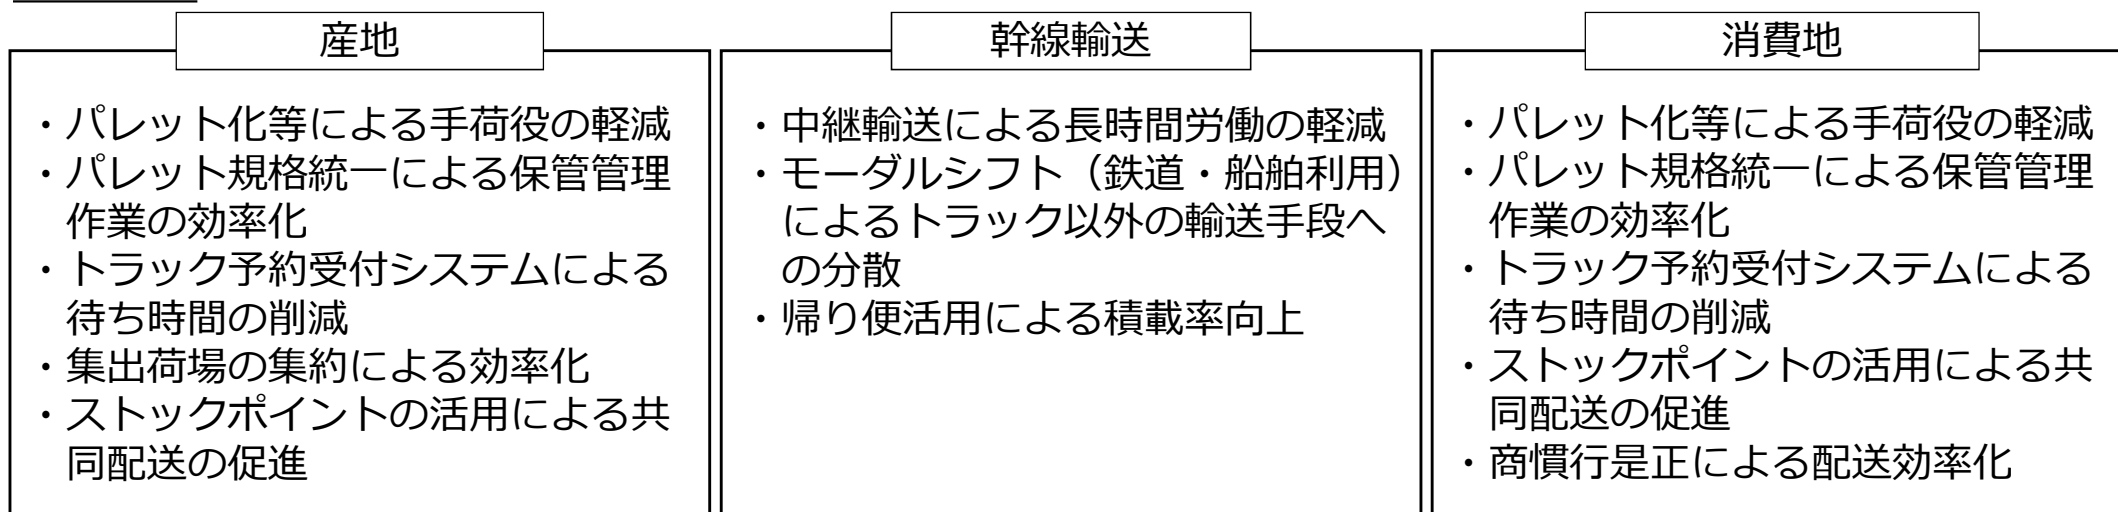 産地
・パレット化等による手荷役の軽減
・パレット規格統一による保管管理
作業の効率化
・トラック予約受付システムによる
待ち時間の削減
・集出荷場の集約による効率化
・ストックポイントの活用による共
同配送の促進
幹線輸送
・中継輸送による長時間労働の軽減
・モーダルシフト（鉄道・船舶利用）
によるトラック以外の輸送手段へ
の分散
・帰り便活用による積載率向上
消費地
・パレット化等による手荷役の軽減
・パレット規格統一による保管管理
作業の効率化
・トラック予約受付システムによる
待ち時間の削減
・ストックポイントの活用による共
同配送の促進
・商慣行是正による配送効率化